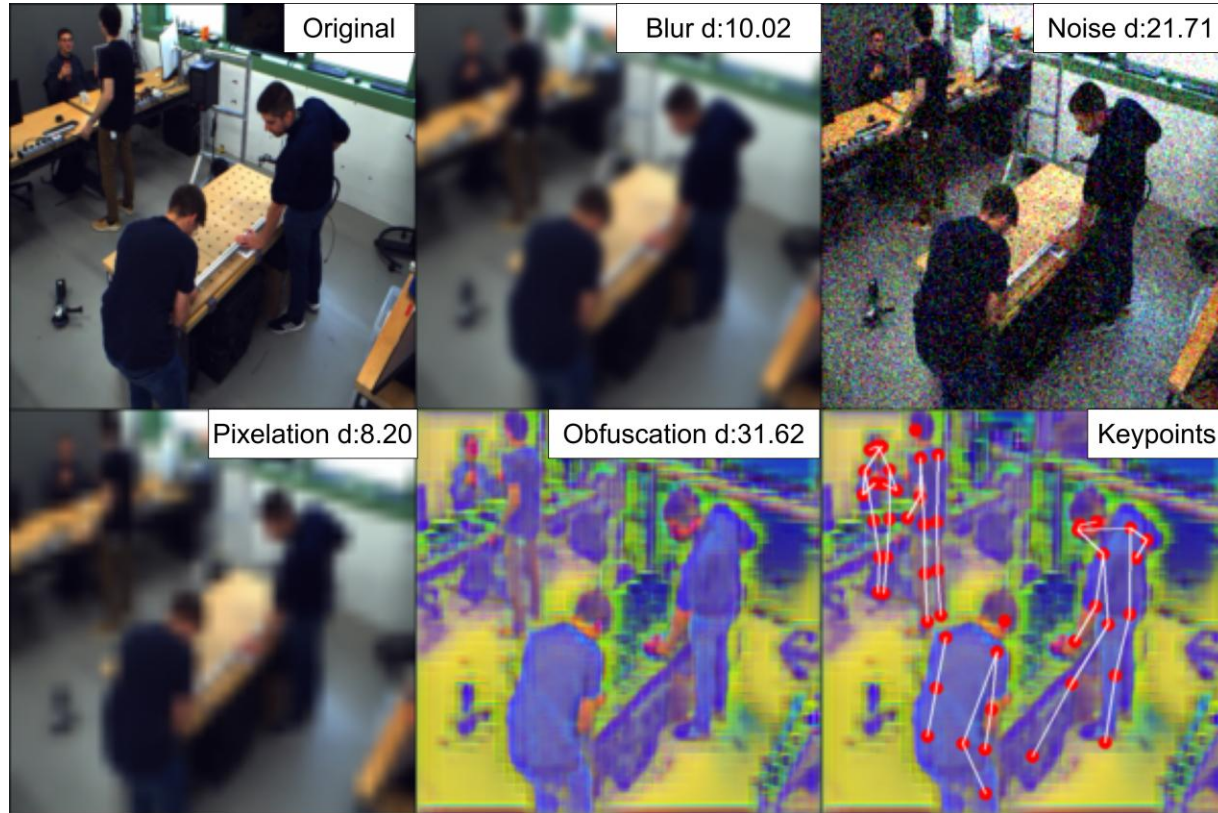 Original
Blur d:10.02
Noise d:21.71
Pixelation d:8.20
Obfuscation d:31.62
Keypoints